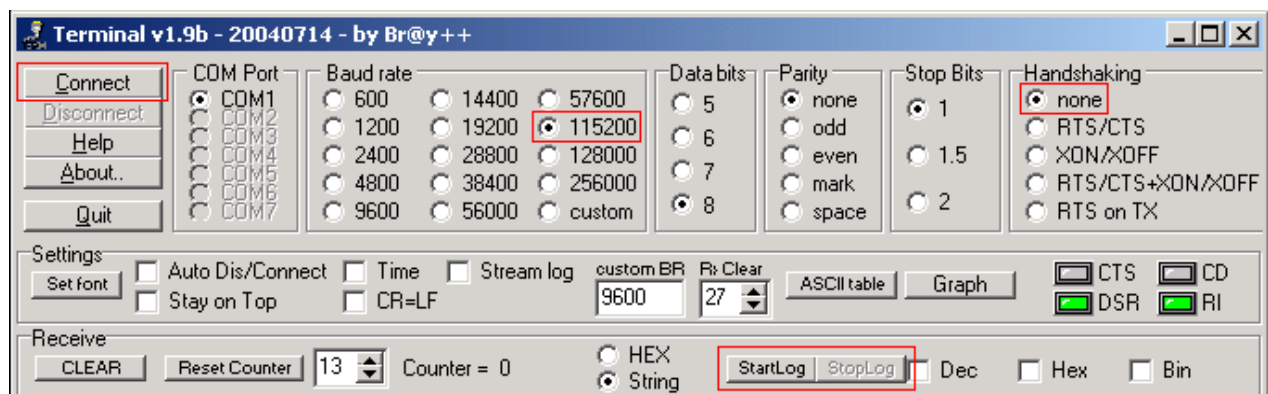 Terminal v1.9b - 20040714 - by Br@y++
Connect
Disconnect
Help
About..
Quit
COM Port
COM1
COM2
COM3
COM4
COM5
COM6
COM7
Baud rate
600 14400 57600
1200 19200 115200
2400 28800 128000
4800 38400 256000
9600 56000 custom
Data bits
5
6
7
8
Parity
none
odd
even
mark
space
Stop Bits
1
1.5
2
Handshaking
none
RTS/CTS
XON/XOFF
RTS/CTS+XON/XOFF
RTS on TX
Settings
Set font
Auto Dis/Connect Time Stream log
Stay on Top CR=LF
custom BR
9600
Rx Clear
27
ASCII table
Graph
CTS CD
DSR RI
Receive
CLEAR
Reset Counter
13
Counter = 0
HEX
String
StartLog StopLog
Dec Hex Bin